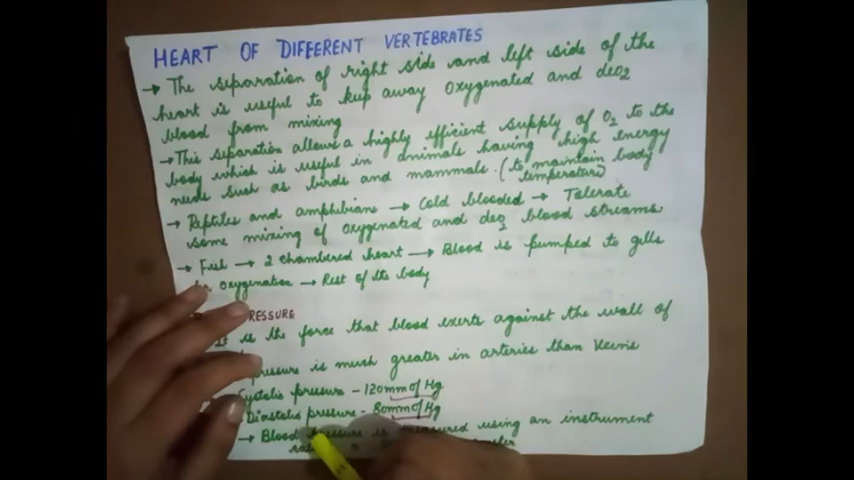 HEART OF DIFFERENT VERTEBRATES
→ The separation of right side and left side of the
heart is useful to keep away Oxygenated and deO2
blood from mixing
→ This separation allows a highly efficient supply of O2 to the
body which is useful in animals having high energy
needs such as birds and mammals. (to maintain body
temperature)
→ Reptiles and amphibians → Cold blooded → Tolerate
some mixing of oxygenated and deO2 blood streams
→ Fish → 2 chambered heart → Blood is pumped to gills
oxygenation → Rest of the body
PRESSURE
It is the force that blood exerts against the wall of
pressure is much greater in arteries than Veins
Systolic pressure - 120mm of Hg
Diastolic pressure - 80mm of Hg
→ Blood pressure is measured using an instrument